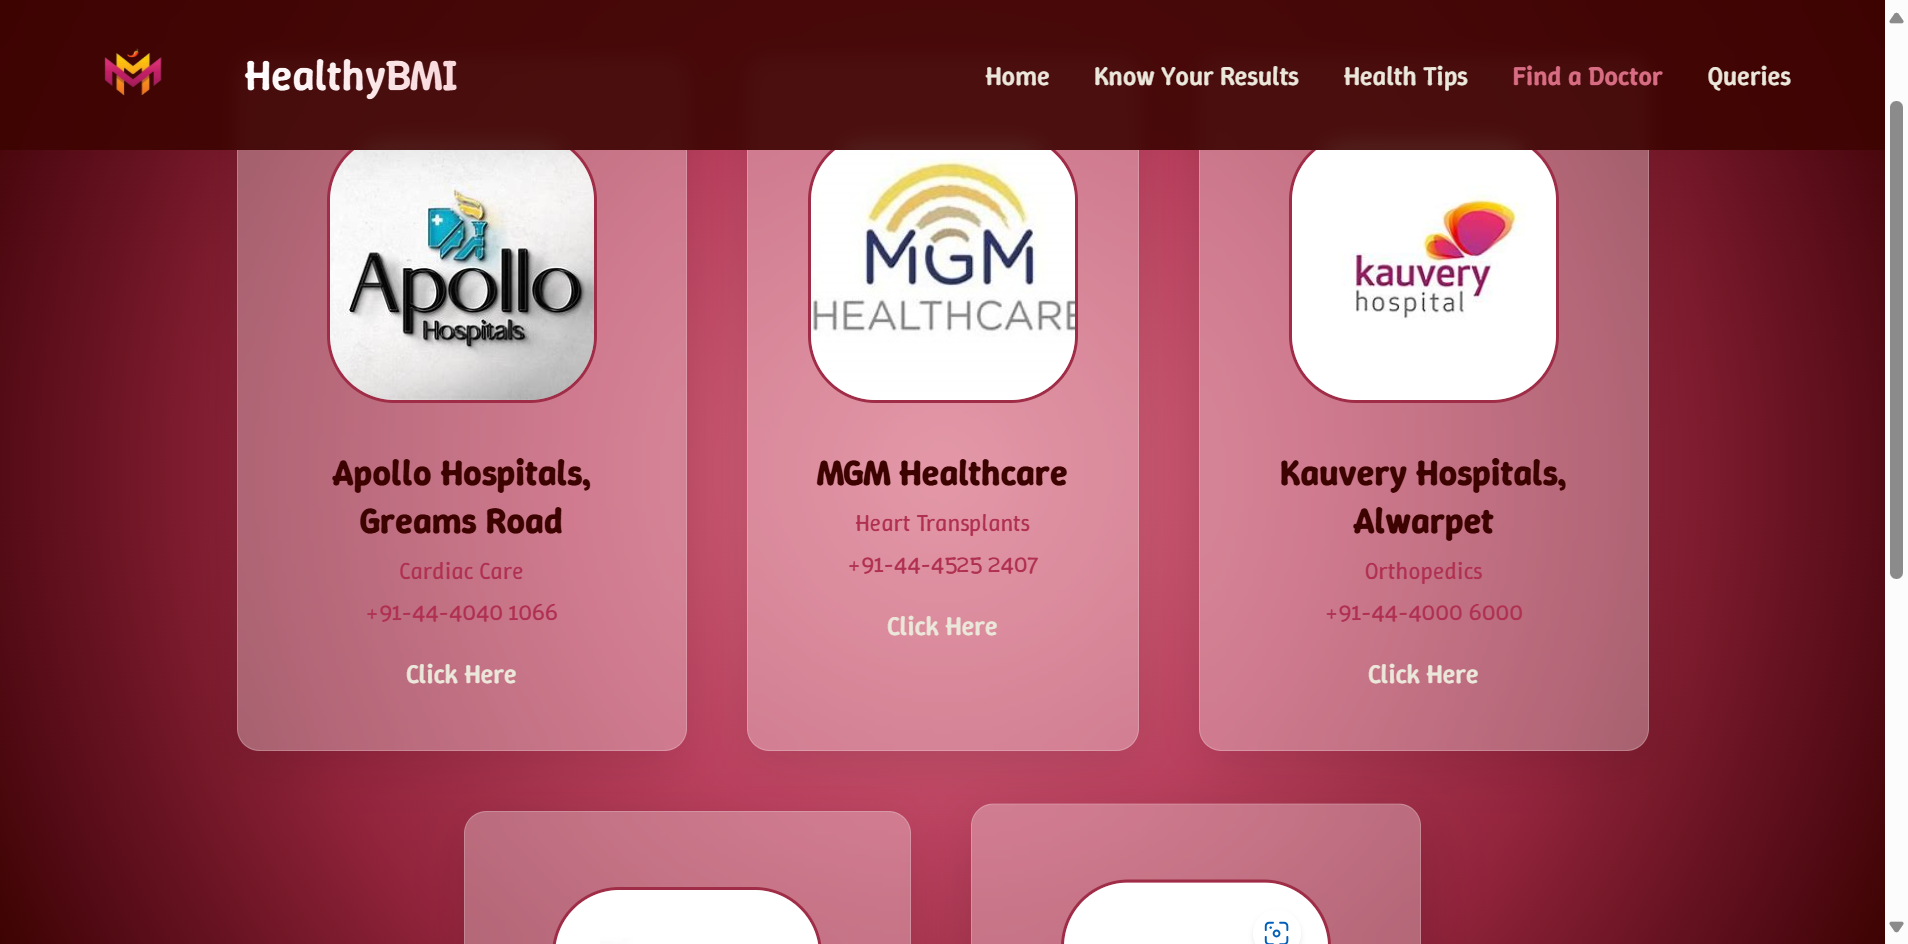 HealthyBMI
Home
Know Your Results
Health Tips
Find a Doctor
Queries
Apollo
Hospitals
MGM
HEALTHCARE
kauvery
hospital
Apollo Hospitals,
Greams Road
Cardiac Care
+91-44-4040 1066
Click Here
MGM Healthcare
Heart Transplants
+91-44-4525 2407
Click Here
Kauvery Hospitals,
Alwarpet
Orthopedics
+91-44-4000 6000
Click Here